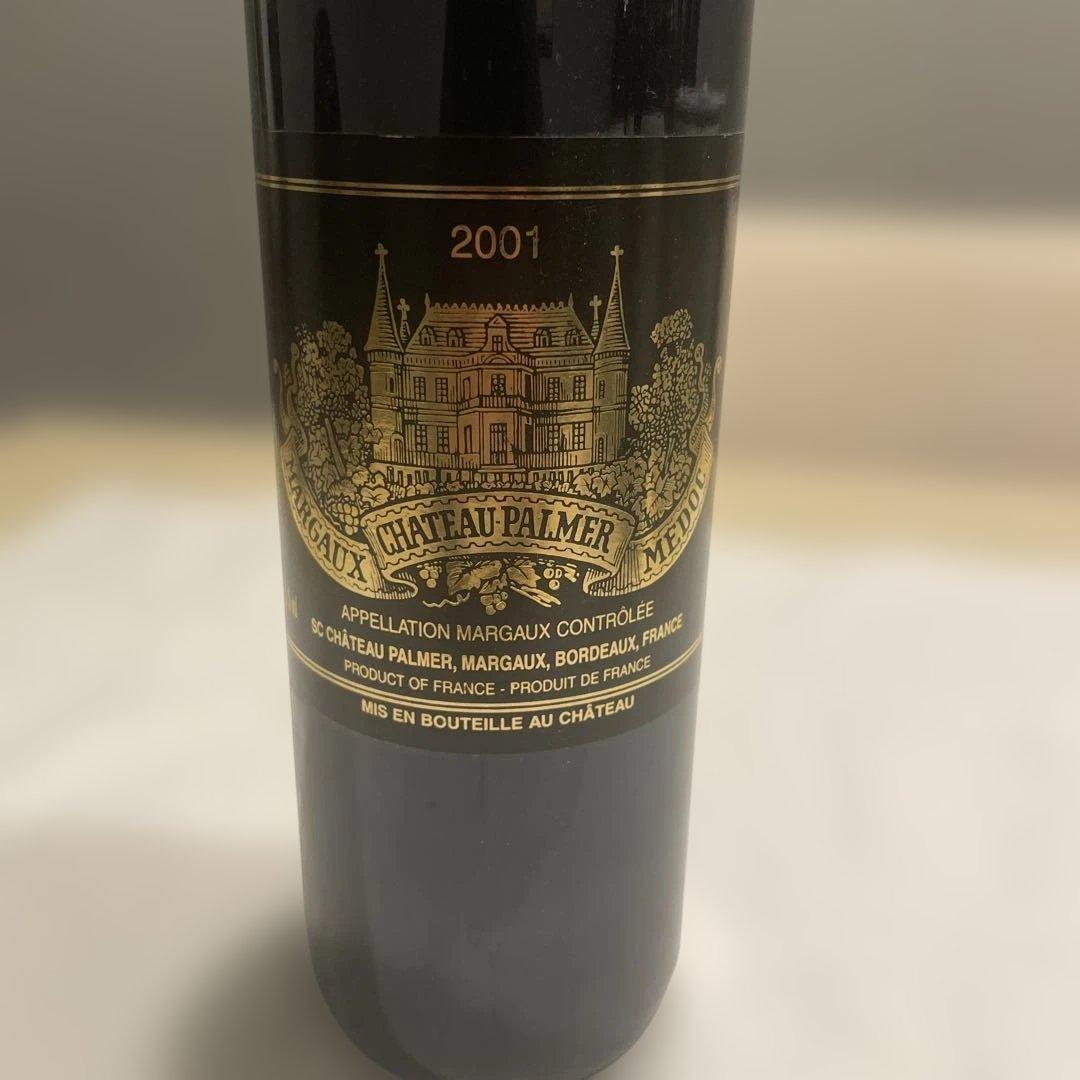 2001
MARGAUX
CHATEAU·PALMER
MEDOC
APPELLATION MARGAUX CONTRÔLÉE
SC CHÂTEAU PALMER, MARGAUX, BORDEAUX, FRANCE
PRODUCT OF FRANCE - PRODUIT DE FRANCE
MIS EN BOUTEILLE AU CHÂTEAU